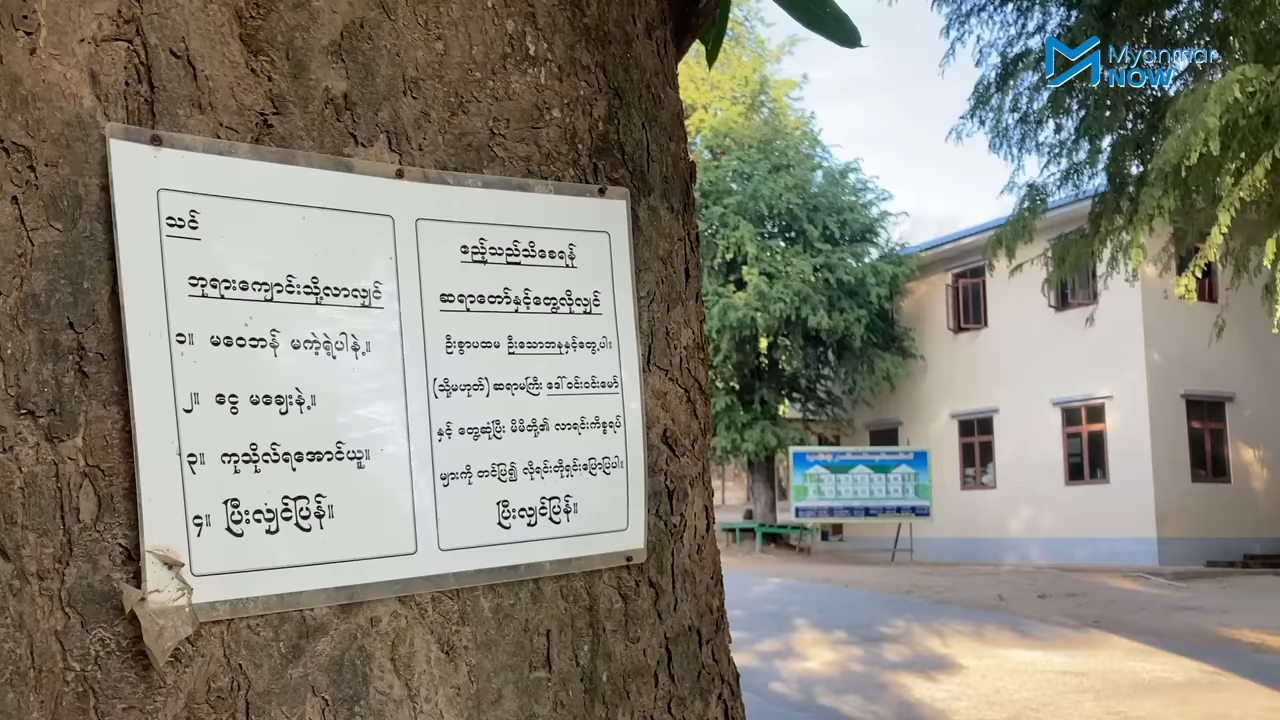 Myanmar
NOW
သင်
ဘုရားကျောင်းသို့လာလျှင်
၁။ မဝေဘန် မကဲ့ရဲ့ပါနဲ့။
၂။ ငွေ မချေးနဲ့။
၃။ ကုသိုလ်ရအောင်ယူ။
၄။ ပြီးလျှင်ပြန်။
ဧည့်သည်သိစေရန်
ဆရာတော်နှင့်တွေ့လိုလျှင်
ဦးစွာပထမ ဦးသောဘနနှင့်တွေ့ပါ။
(သို့မဟုတ်) ဆရာမကြီး ဒေါ်ဝင်းဝင်းမော်
နှင့် တွေ့ဆုံပြီး မိမိတို့၏ လာရင်းကိစ္စရပ်
များကို တင်ပြ၍ လိုရင်းတိုရှင်းပြောပြပါ။
ပြီးလျှင်ပြန်။